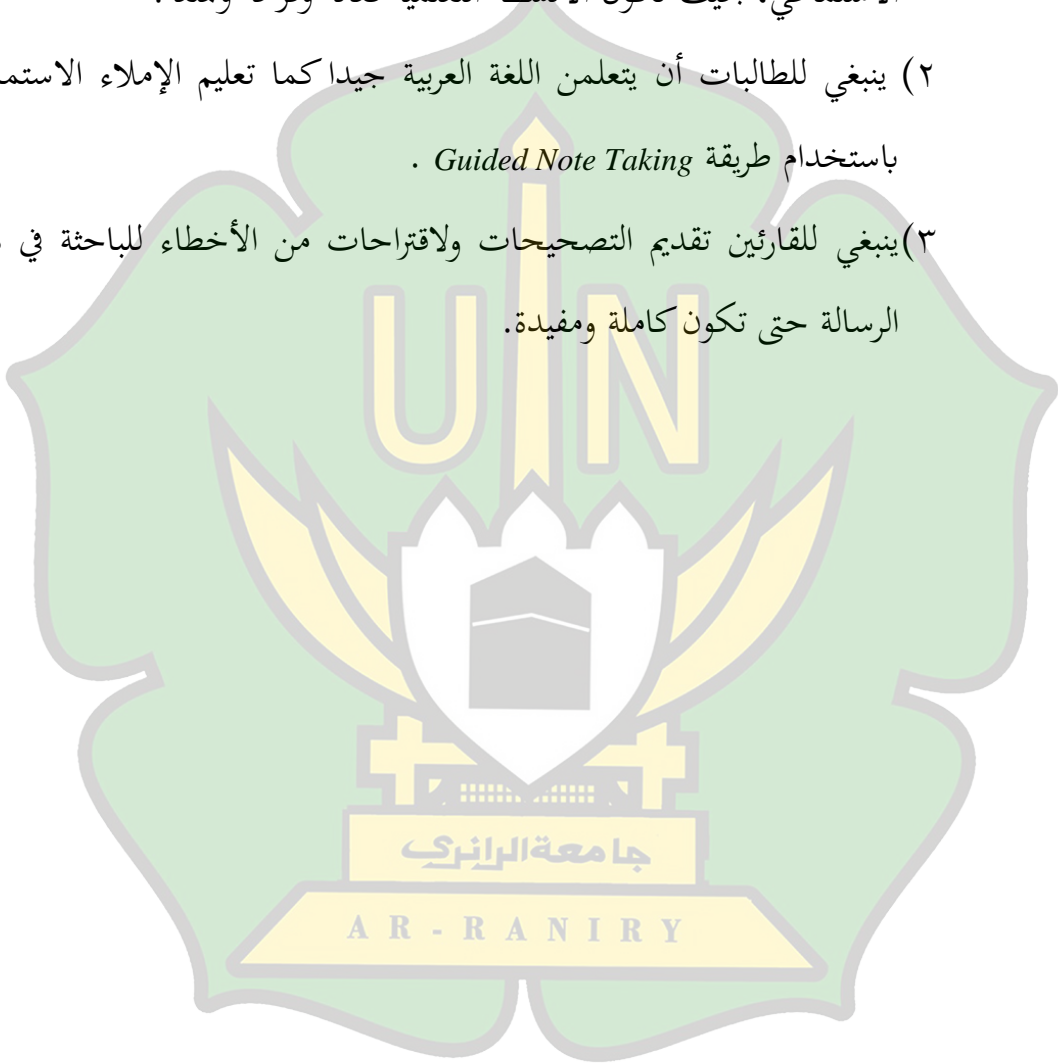 ٢) ينبغي للطالبات أن يتعلمن اللغة العربية جيدا كما تعليم الإملاء
باستخدام طريقة Guided Note Taking .
٣)ينبغي للقارئين تقديم التصحيحات ولاقتراحات من الأخطاء للباحثة في
الرسالة حتى تكون كاملة ومفيدة.
UIN
جامعة الرانري
AR-RANIRY